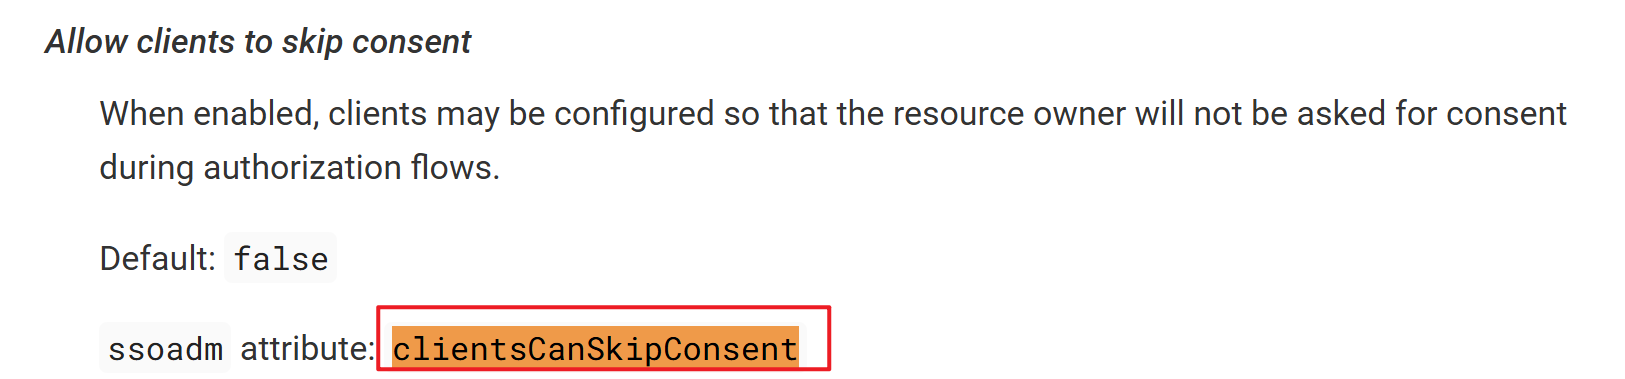 Allow clients to skip consent
When enabled, clients may be configured so that the resource owner will not be asked for consent
during authorization flows.
Default: false
ssoadm attribute: clientsCanSkipConsent